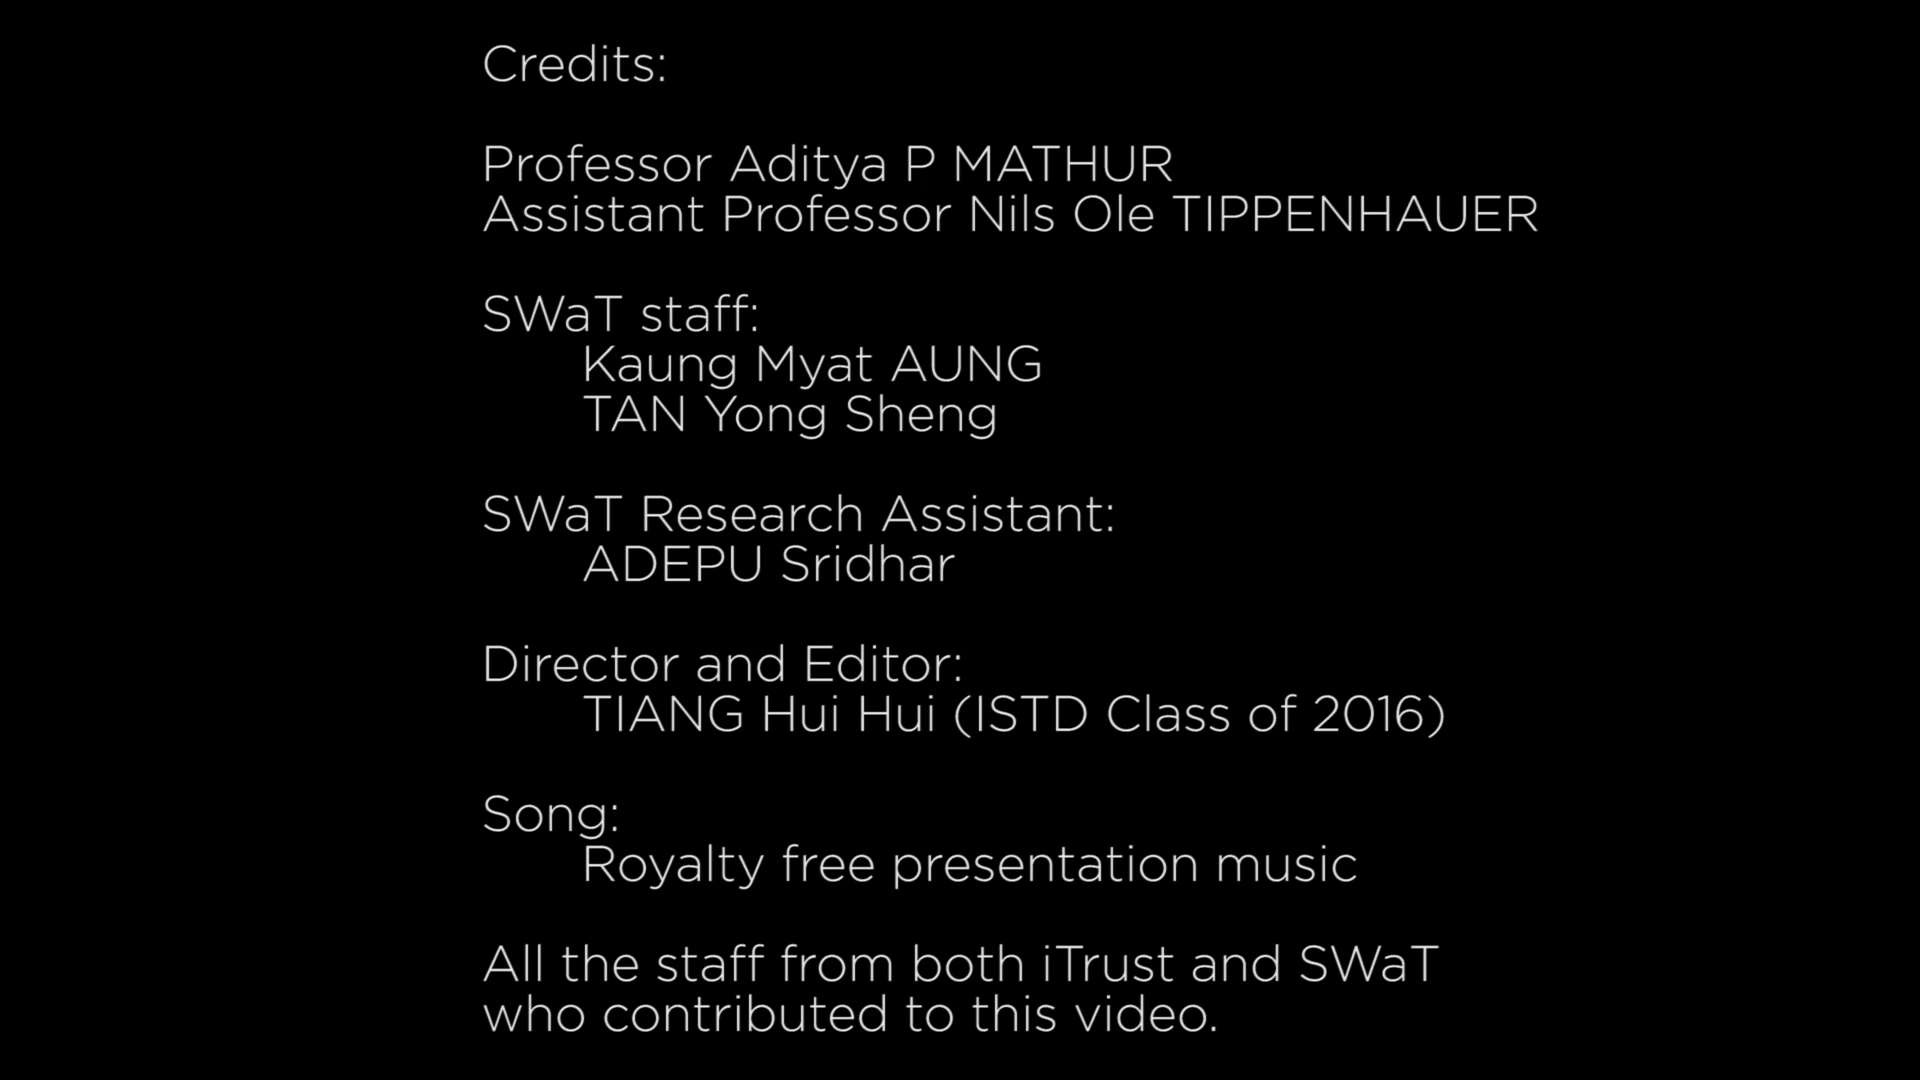 Credits:
Professor Aditya P MATHUR
Assistant Professor Nils Ole TIPPENHAUER
SWaT staff:
Kaung Myat AUNG
TAN Yong Sheng
SWaT Research Assistant:
ADEPU Sridhar
Director and Editor:
TIANG Hui Hui (ISTD Class of 2016)
Song:
Royalty free presentation music
All the staff from both iTrust and SWaT
who contributed to this video.